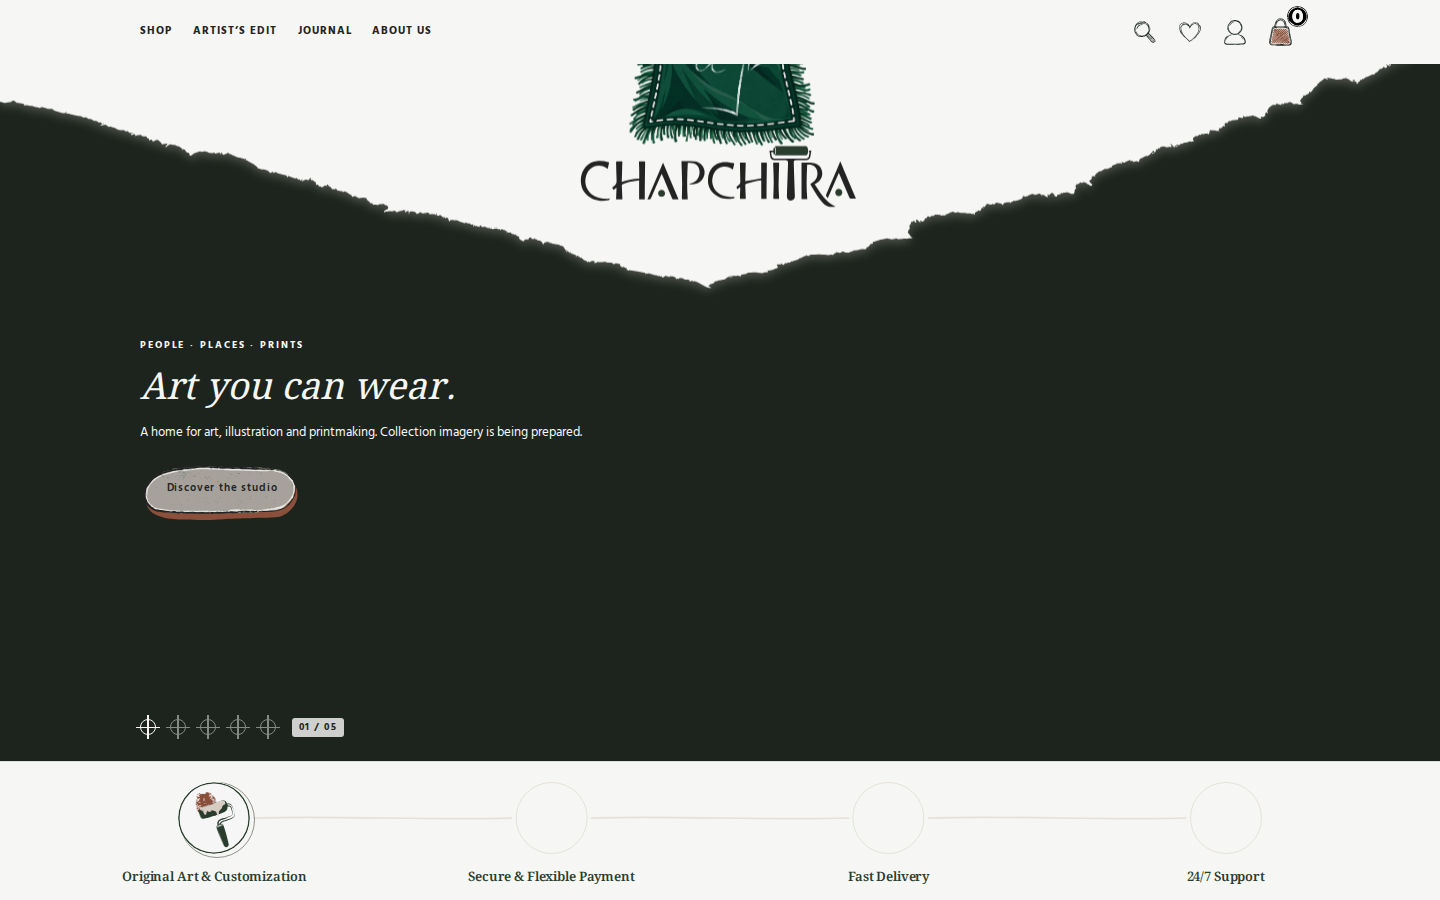 SHOP ARTIST'S EDIT JOURNAL ABOUT US
0
CHAPCHITRA
PEOPLE · PLACES · PRINTS
Art you can wear.
A home for art, illustration and printmaking. Collection imagery is being prepared.
Discover the studio
01 / 05
Original Art & Customization
Secure & Flexible Payment
Fast Delivery
24/7 Support